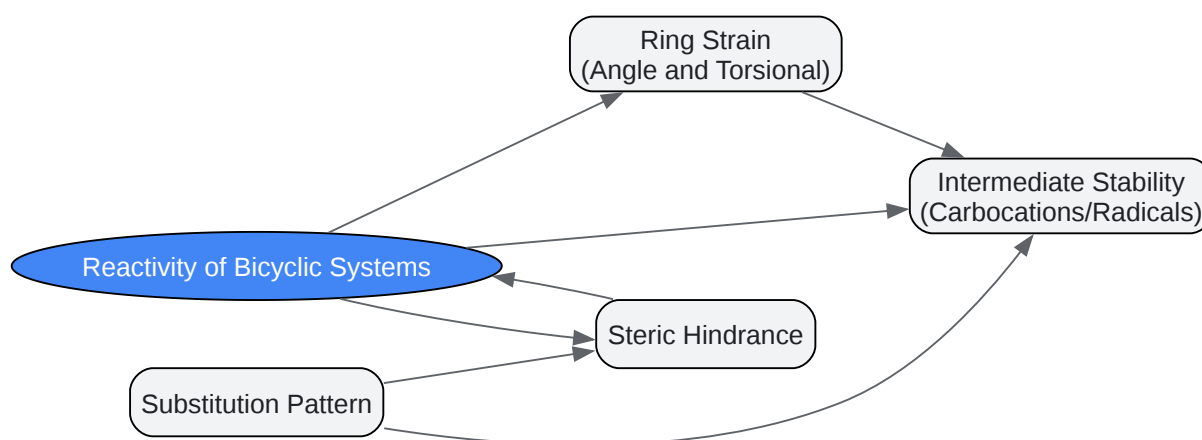 Ring Strain
(Angle and Torsional)
Intermediate Stability
(Carbocations/Radicals)
Reactivity of Bicyclic Systems
Steric Hindrance
Substitution Pattern